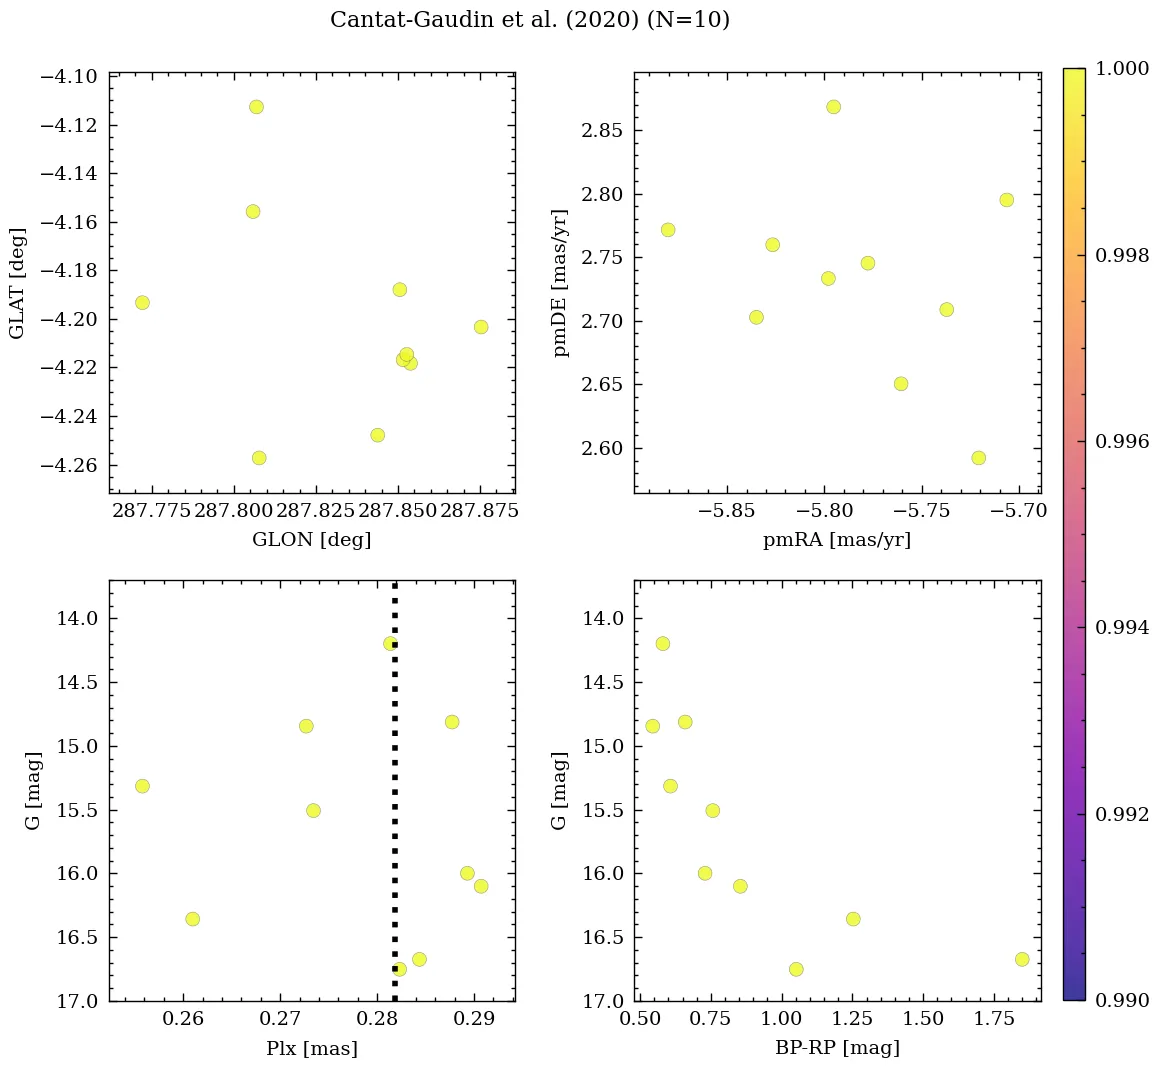 Cantat-Gaudin et al. (2020) (N=10)
−4.10
−4.12
−4.14
−4.16
−4.18
−4.20
−4.22
−4.24
−4.26
GLAT [deg]
287.775 287.800 287.825 287.850 287.875
GLON [deg]
2.85
2.80
2.75
2.70
2.65
2.60
pmDE [mas/yr]
−5.85 −5.80 −5.75 −5.70
pmRA [mas/yr]
14.0
14.5
15.0
15.5
16.0
16.5
17.0
G [mag]
0.26 0.27 0.28 0.29
Plx [mas]
14.0
14.5
15.0
15.5
16.0
16.5
17.0
G [mag]
0.50 0.75 1.00 1.25 1.50 1.75
BP-RP [mag]
1.000
0.998
0.996
0.994
0.992
0.990